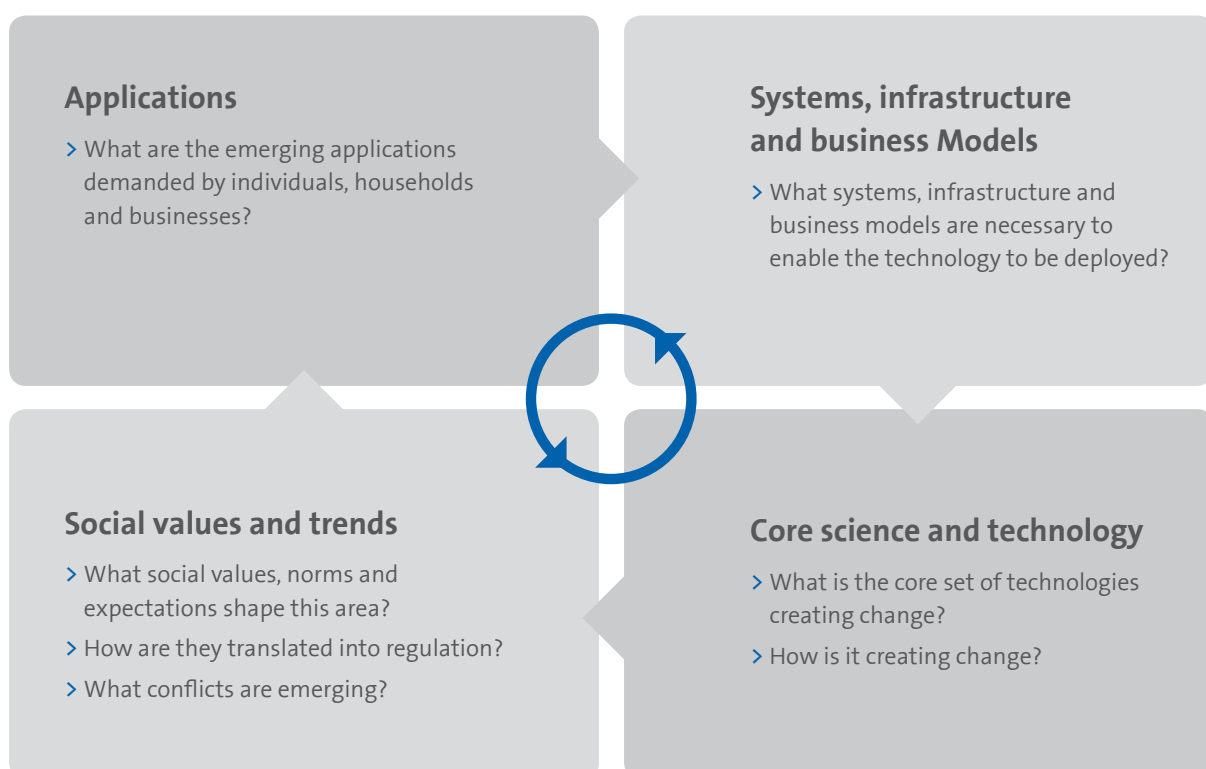 Applications
> What are the emerging applications
demanded by individuals, households
and businesses?
Systems, infrastructure
and business Models
> What systems, infrastructure and
business models are necessary to
enable the technology to be deployed?
Social values and trends
> What social values, norms and
expectations shape this area?
> How are they translated into regulation?
> What conflicts are emerging?
Core science and technology
> What is the core set of technologies
creating change?
> How is it creating change?